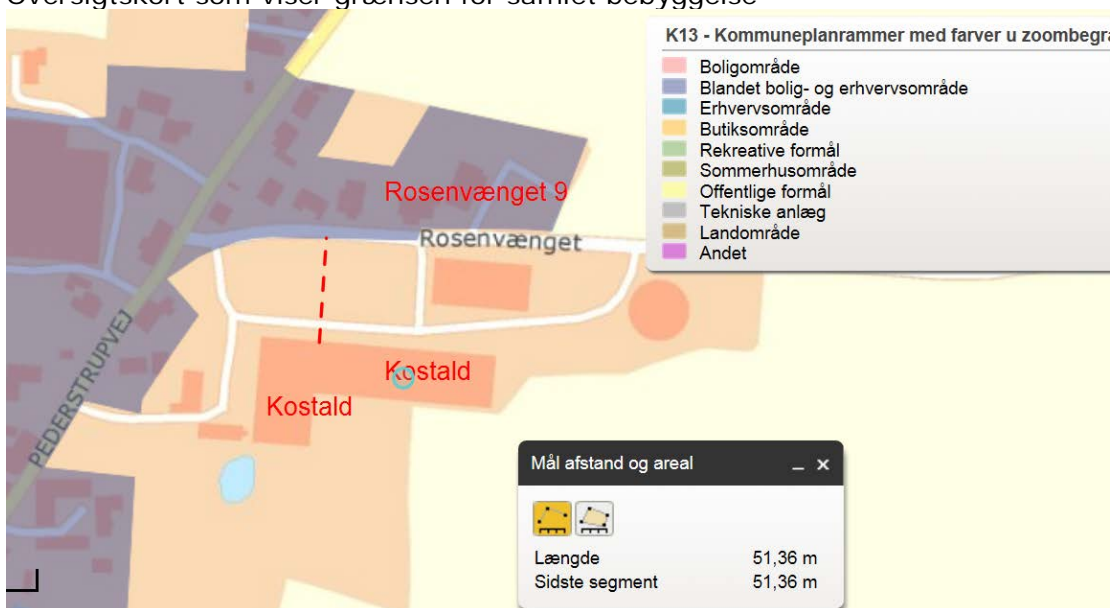 Oversigtskort som viser grænsen for samlet bebyggelse
K13 - Kommuneplanrammer med farver u zoombegra
Boligområde
Blandet bolig- og erhvervsområde
Erhvervsområde
Butiksområde
Rekreative formål
Sommerhusområde
Offentlige formål
Tekniske anlæg
Landområde
Andet
Rosenvænget 9
Rosenvænget
PEDERSTRUPVEJ
Kostald
Kostald
Mål afstand og areal
Længde 51,36 m
Sidste segment 51,36 m